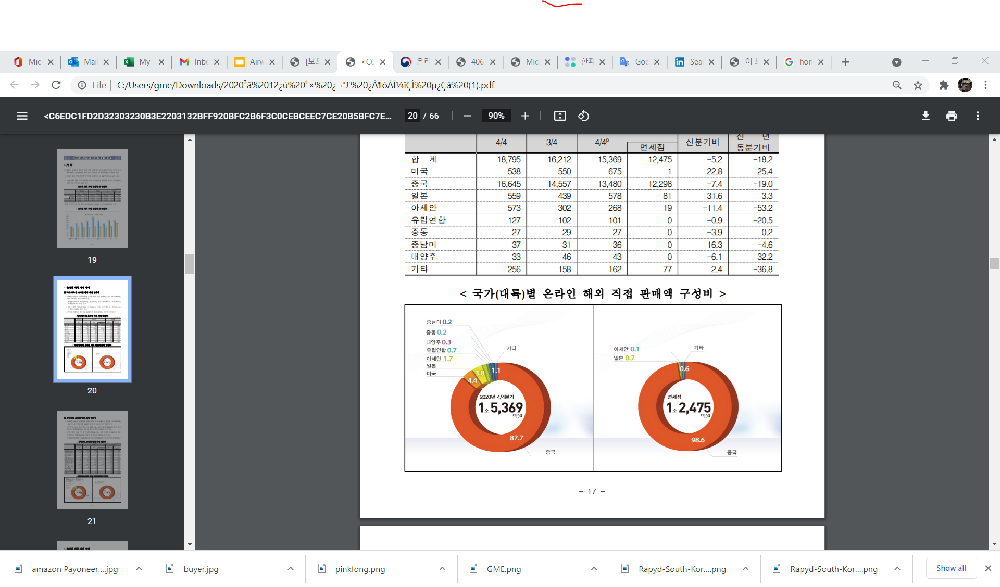 Micr
Mail
My
Inbo
Airw
[보도
<C6
온라
406
Mic
한패
Goo
Sea
이
hon
File
C:/Users/gme/Downloads/2020³â%2012¿ù%20¹×%20¿¬°£%20¿Â¶óÀÎ¼îÇÎ%20µ¿Çâ%20(1).pdf
<C6EDC1FD2D32303230B3E2203132BFF920BFC2B6F3C0CEBCEEC7CE20B5BFC7E...
20 / 66
90%
19
20
21
4/4 3/4 4/4ᵖ 면세점 전분기비 전 년
동분기비
합 계 18,795 16,212 15,369 12,475 -5.2 -18.2
미국 538 550 675 1 22.8 25.4
중국 16,645 14,557 13,480 12,298 -7.4 -19.0
일본 559 439 578 81 31.6 3.3
아세안 573 302 268 19 -11.4 -53.2
유럽연합 127 102 101 0 -0.9 -20.5
중동 27 29 27 0 -3.9 0.2
중남미 37 31 36 0 16.3 -4.6
대양주 33 46 43 0 -6.1 32.2
기타 256 158 162 77 2.4 -36.8
< 국가(대륙)별 온라인 해외 직접 판매액 구성비 >
중남미 0.2
중동 0.2
대양주 0.3
유럽연합 0.7
아세안 1.7
일본
미국
기타
1.1
3.8
4.4
2020년 4/4분기
1조 5,369
억원
87.7
중국
아세안 0.1
일본 0.7
기타
0.6
면세점
1조 2,475
억원
98.6
중국
- 17 -
amazon Payoneer....jpg
buyer.jpg
pinkfong.png
GME.png
Rapyd-South-Kor....png
Rapyd-South-Kor....png
Show all